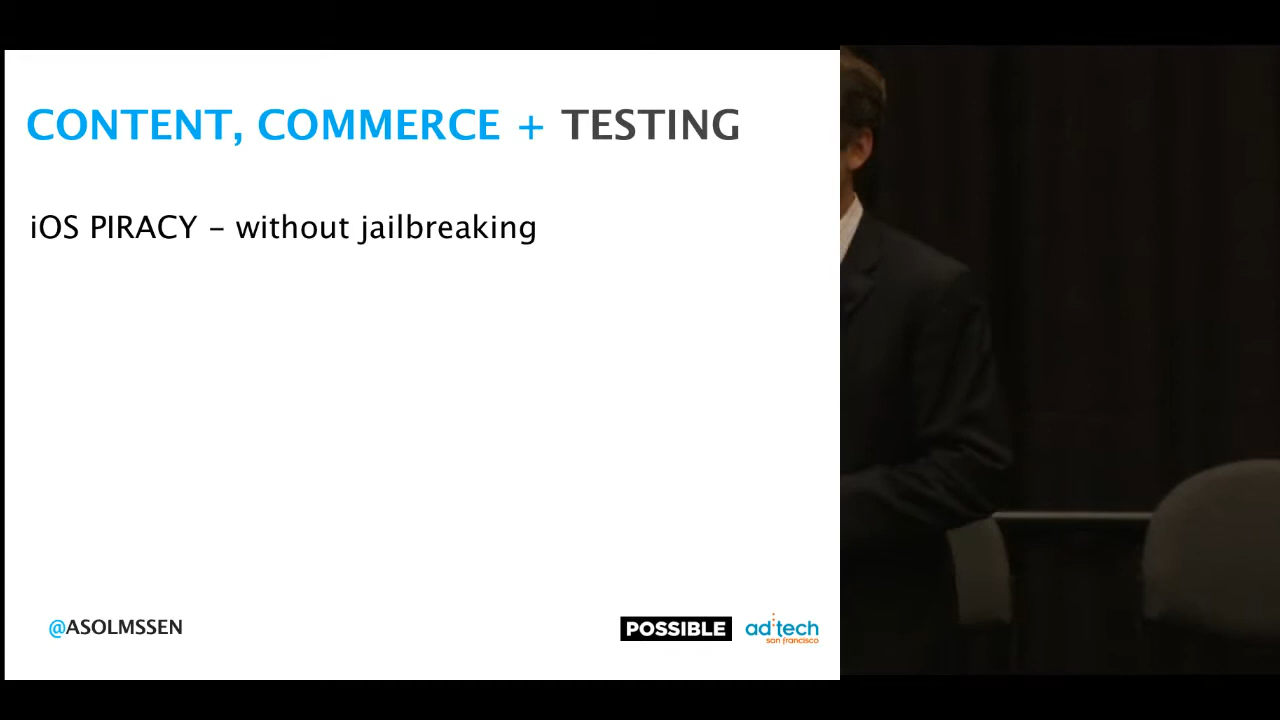 CONTENT, COMMERCE + TESTING
iOS PIRACY – without jailbreaking
@ASOLMSSEN
POSSIBLE
ad:tech
san francisco